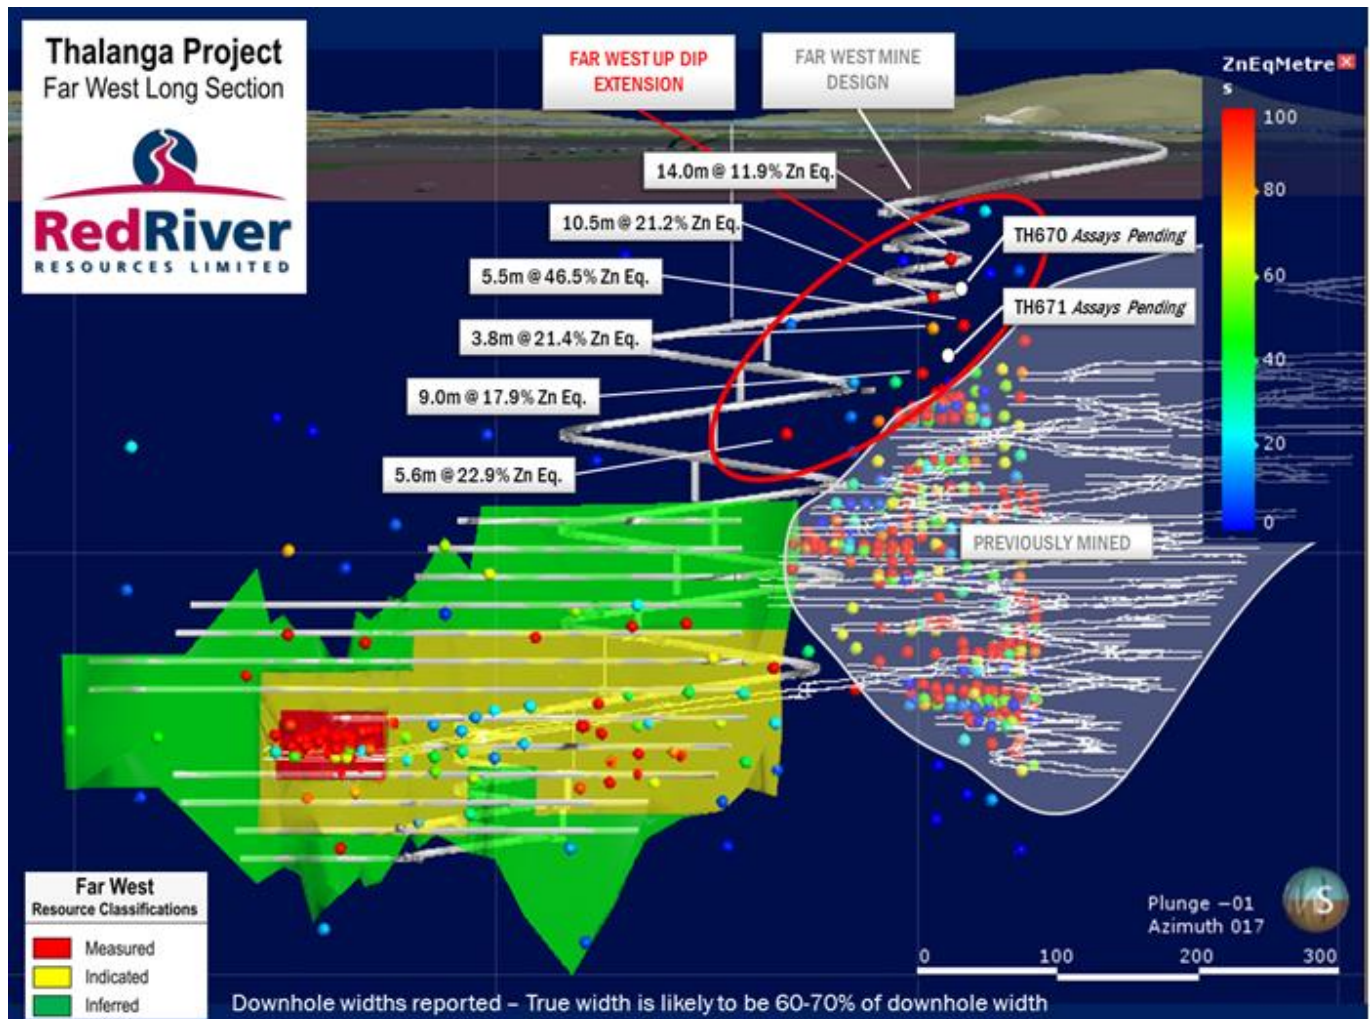 Thalanga Project
Far West Long Section
RedRiver
RESOURCES LIMITED
FAR WEST UP DIP
EXTENSION
FAR WEST MINE
DESIGN
ZnEqMetre
s
100
80
60
40
20
0
14.0m @ 11.9% Zn Eq.
10.5m @ 21.2% Zn Eq.
5.5m @ 46.5% Zn Eq.
3.8m @ 21.4% Zn Eq.
9.0m @ 17.9% Zn Eq.
5.6m @ 22.9% Zn Eq.
TH670 Assays Pending
TH671 Assays Pending
PREVIOUSLY MINED
Far West
Resource Classifications
Measured
Indicated
Inferred
Plunge −01
Azimuth 017
S
0 100 200 300
Downhole widths reported – True width is likely to be 60-70% of downhole width